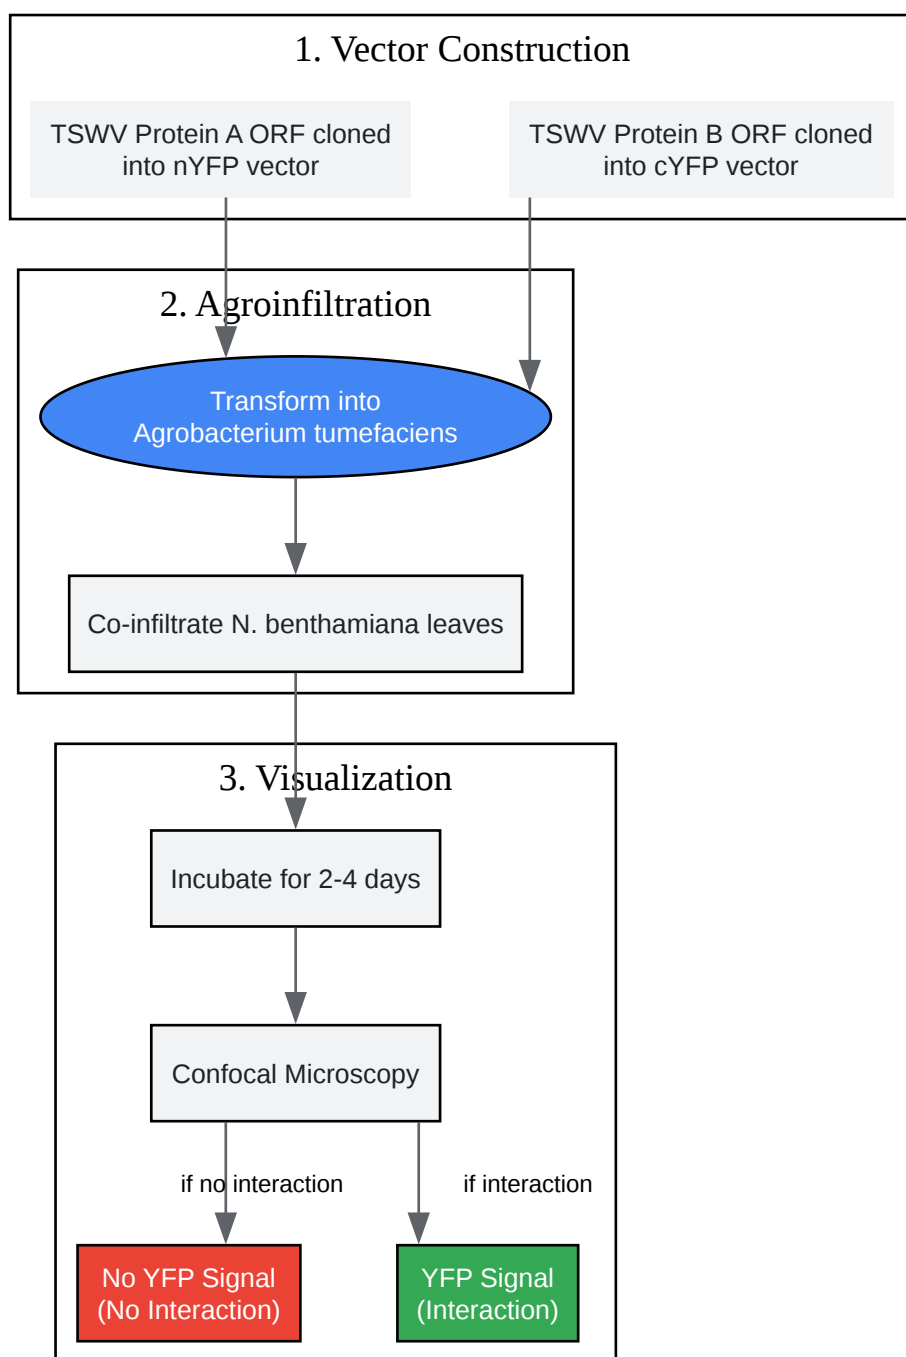 1. Vector Construction
TSWV Protein A ORF cloned
into nYFP vector
TSWV Protein B ORF cloned
into cYFP vector
2. Agroinfiltration
Transform into
Agrobacterium tumefaciens
Co-infiltrate N. benthamiana leaves
3. Visualization
Incubate for 2-4 days
Confocal Microscopy
if no interaction
if interaction
No YFP Signal
(No Interaction)
YFP Signal
(Interaction)